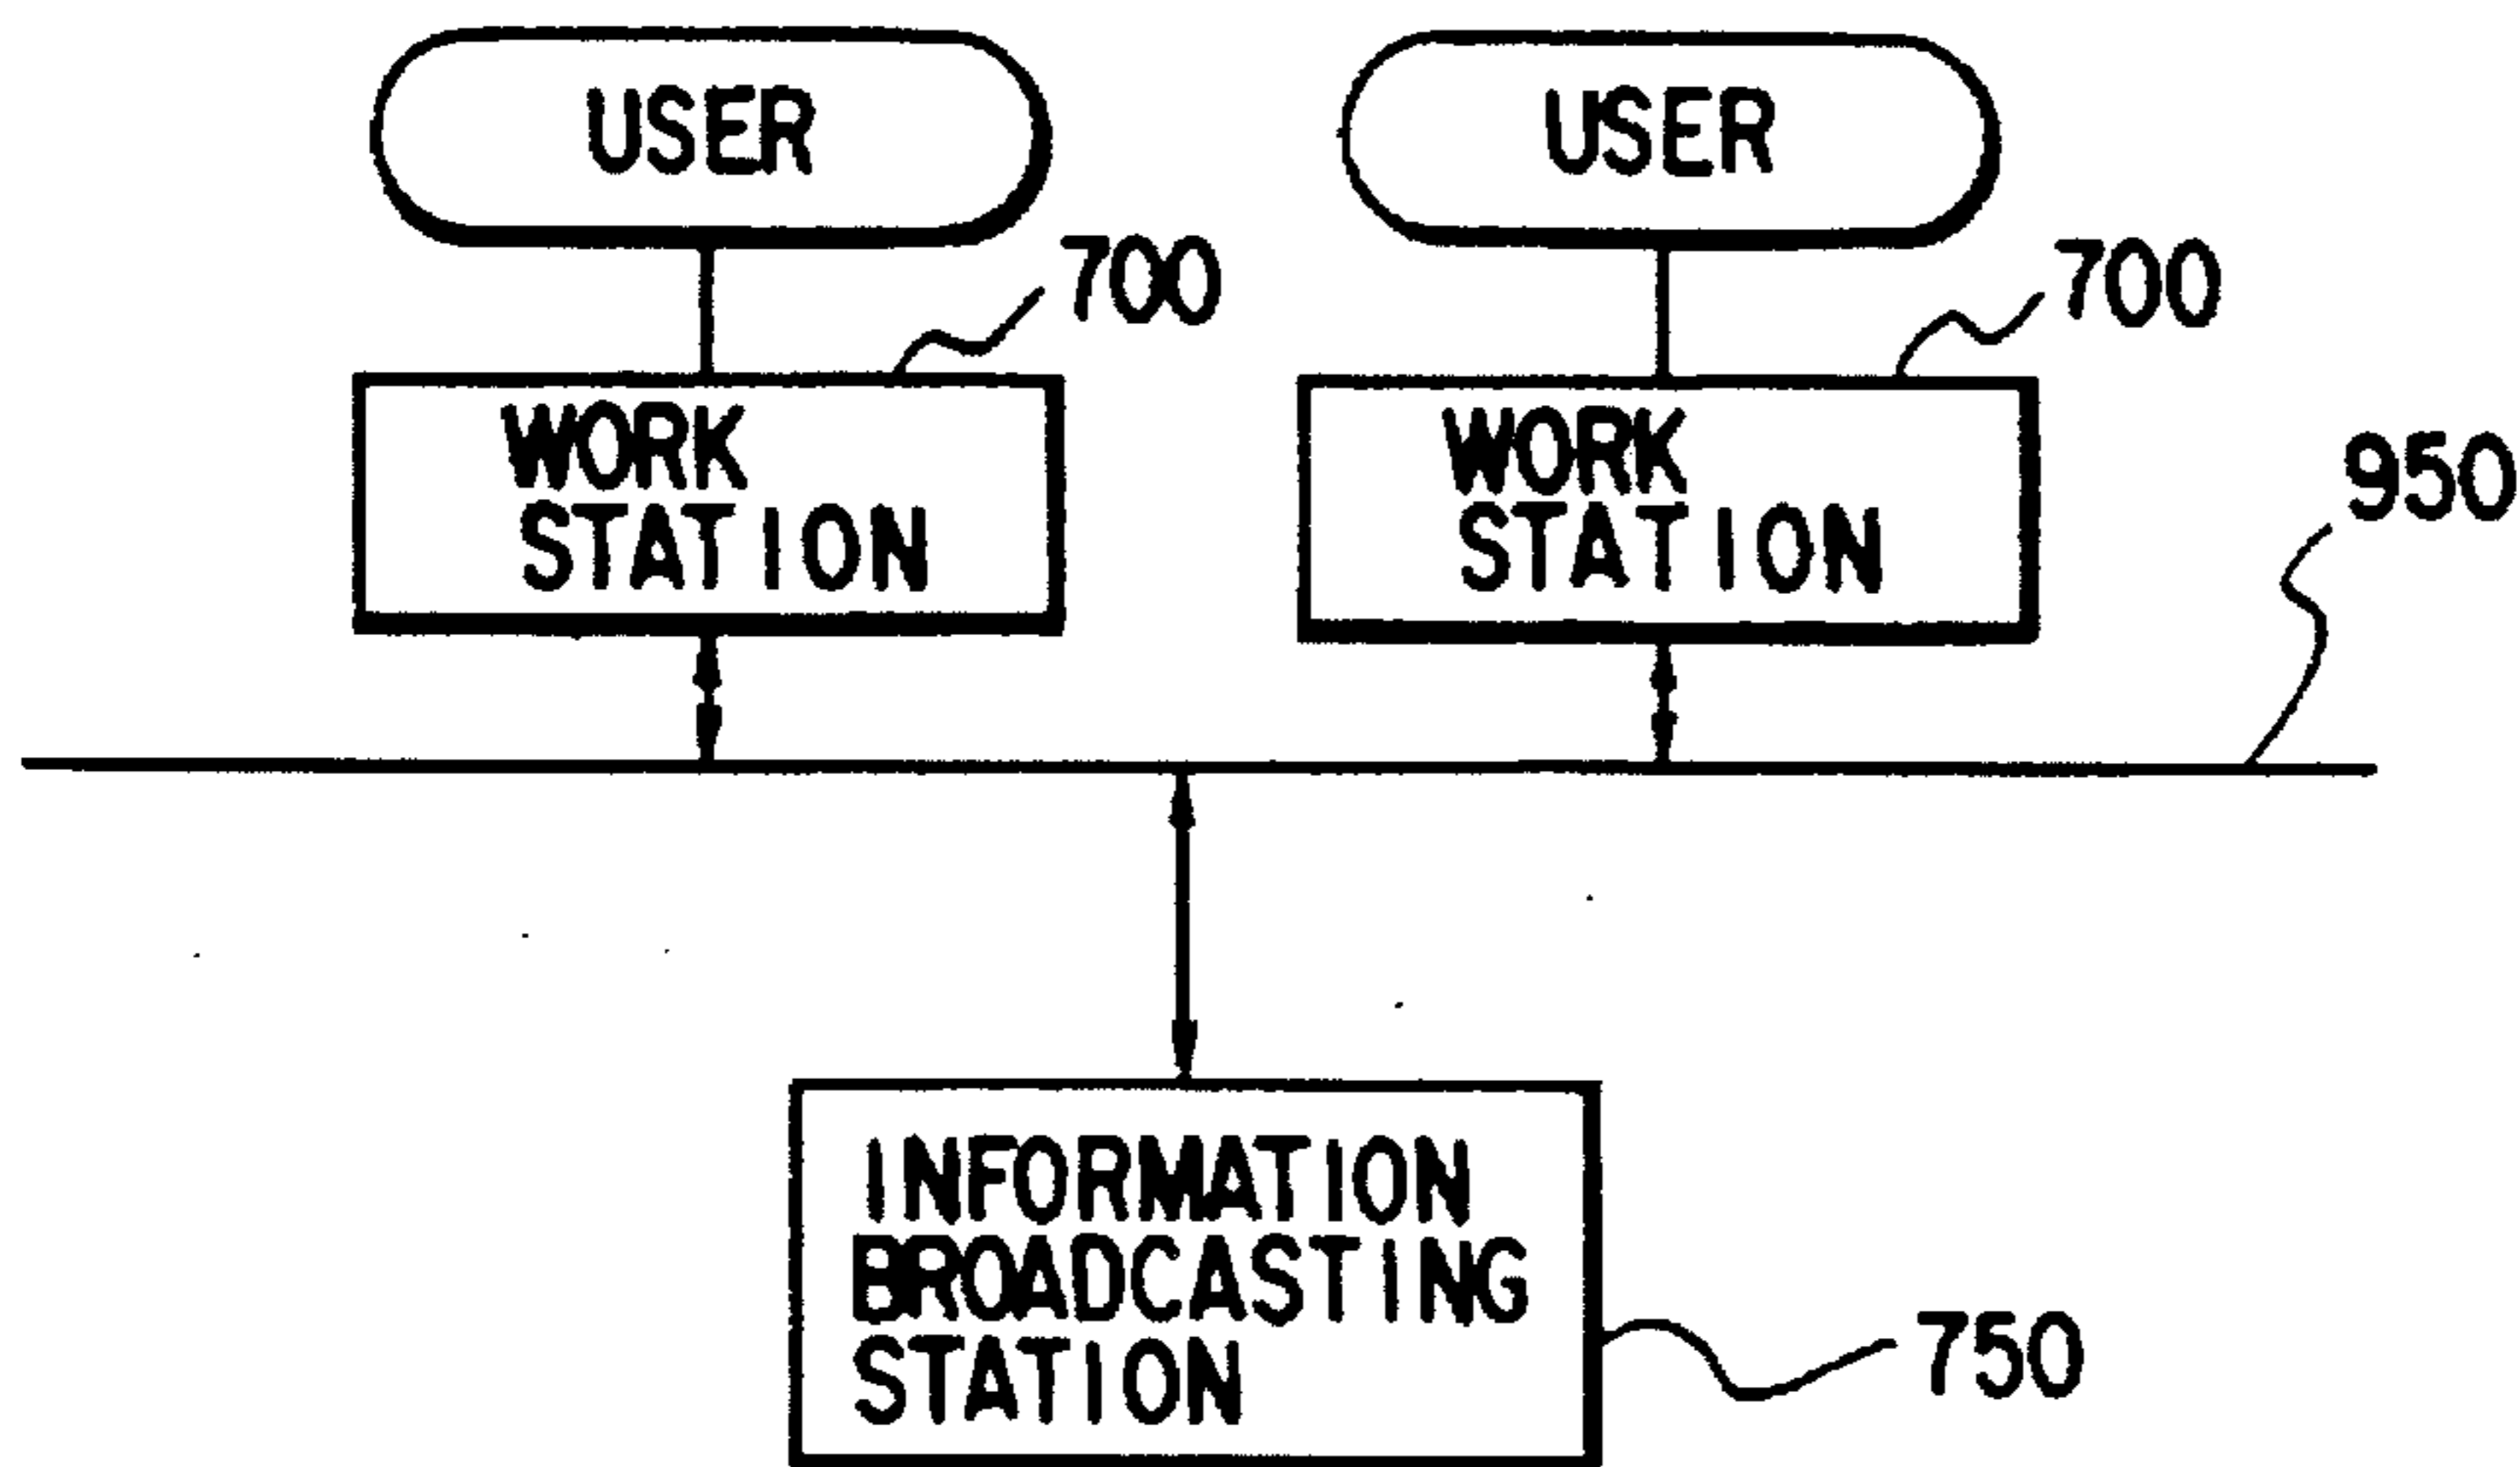 USER
USER
700
700
WORK
STATION
WORK
STATION
950
INFORMATION
BROADCASTING
STATION
750